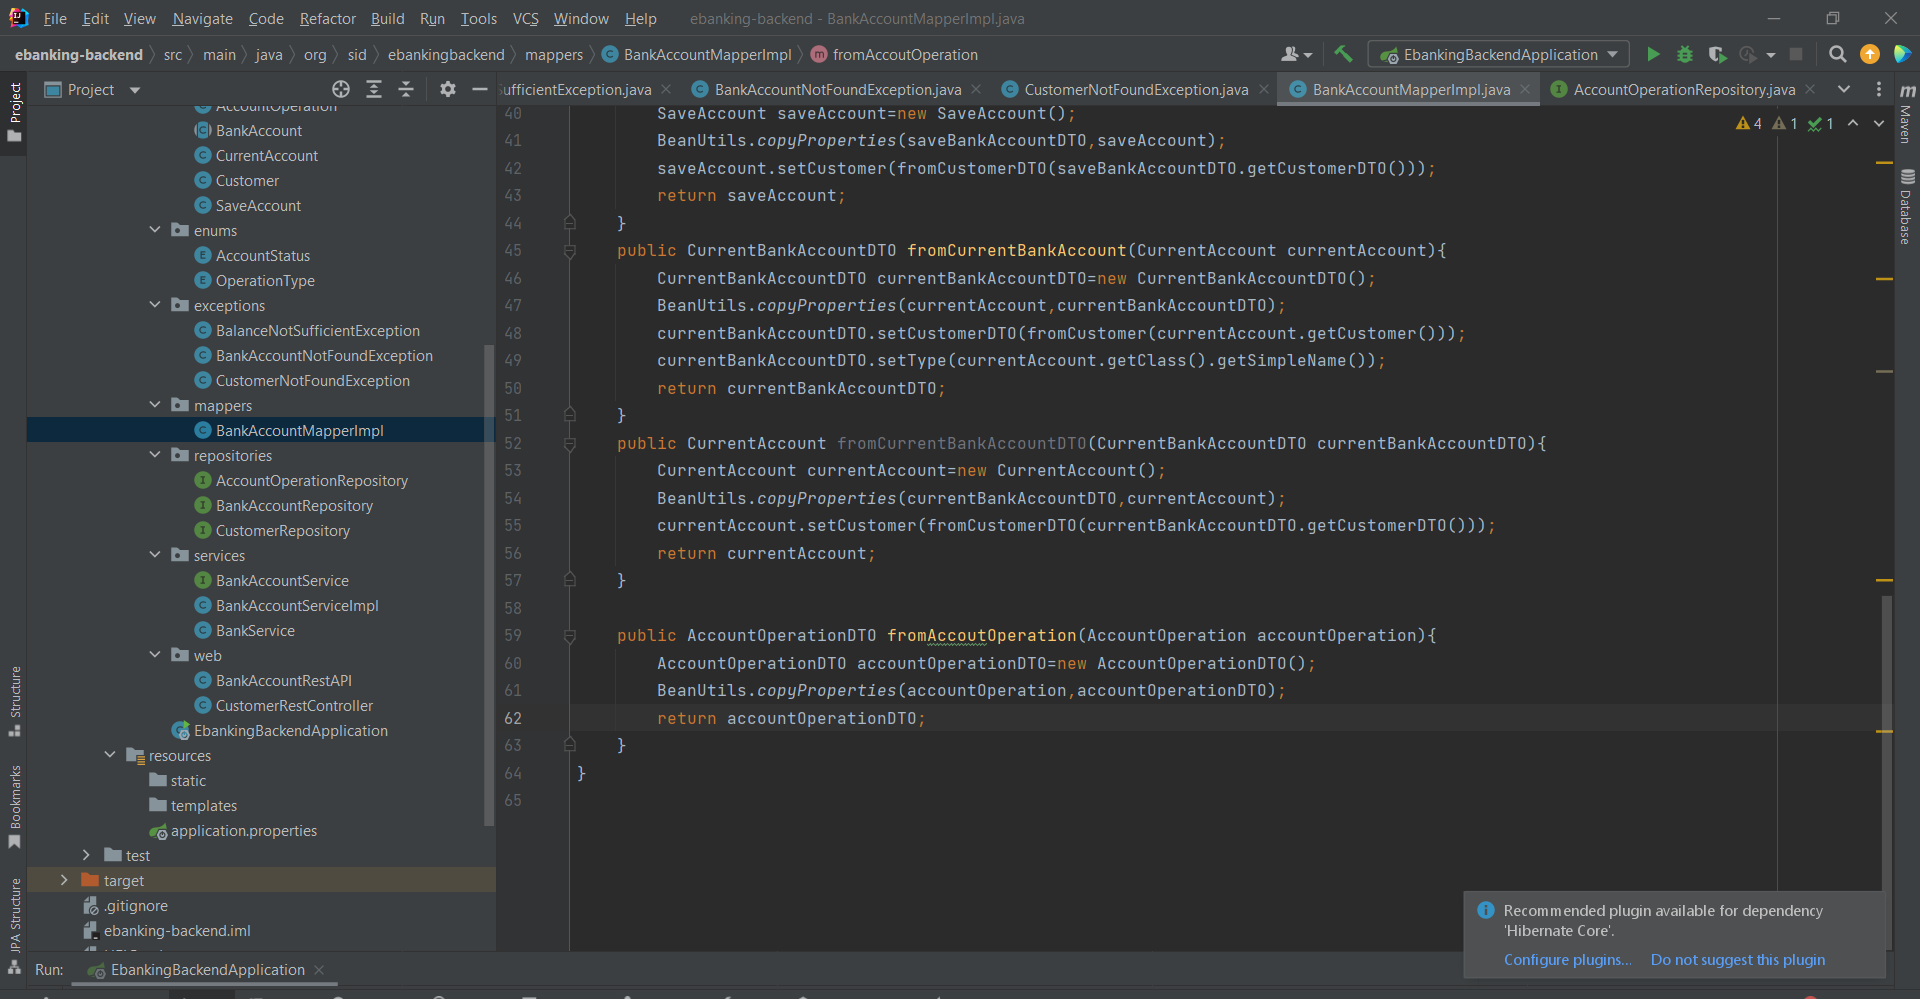 File Edit View Navigate Code Refactor Build Run Tools VCS Window Help ebanking-backend - BankAccountMapperImpl.java
ebanking-backend src main java org sid ebankingbackend mappers BankAccountMapperImpl fromAccoutOperation EbankingBackendApplication
Project
ufficientException.java BankAccountNotFoundException.java CustomerNotFoundException.java BankAccountMapperImpl.java AccountOperationRepository.java
4 1 1
Project
Structure
Bookmarks
JPA Structure
Maven
Database
AccountOperation
BankAccount
CurrentAccount
Customer
SaveAccount
enums
AccountStatus
OperationType
exceptions
BalanceNotSufficientException
BankAccountNotFoundException
CustomerNotFoundException
mappers
BankAccountMapperImpl
repositories
AccountOperationRepository
BankAccountRepository
CustomerRepository
services
BankAccountService
BankAccountServiceImpl
BankService
web
BankAccountRestAPI
CustomerRestController
EbankingBackendApplication
resources
static
templates
application.properties
test
target
.gitignore
ebanking-backend.iml
40 SaveAccount saveAccount=new SaveAccount();
41 BeanUtils.copyProperties(saveBankAccountDTO,saveAccount);
42 saveAccount.setCustomer(fromCustomerDTO(saveBankAccountDTO.getCustomerDTO()));
43 return saveAccount;
44 }
45 public CurrentBankAccountDTO fromCurrentBankAccount(CurrentAccount currentAccount){
46 CurrentBankAccountDTO currentBankAccountDTO=new CurrentBankAccountDTO();
47 BeanUtils.copyProperties(currentAccount,currentBankAccountDTO);
48 currentBankAccountDTO.setCustomerDTO(fromCustomer(currentAccount.getCustomer()));
49 currentBankAccountDTO.setType(currentAccount.getClass().getSimpleName());
50 return currentBankAccountDTO;
51 }
52 public CurrentAccount fromCurrentBankAccountDTO(CurrentBankAccountDTO currentBankAccountDTO){
53 CurrentAccount currentAccount=new CurrentAccount();
54 BeanUtils.copyProperties(currentBankAccountDTO,currentAccount);
55 currentAccount.setCustomer(fromCustomerDTO(currentBankAccountDTO.getCustomerDTO()));
56 return currentAccount;
57 }
58
59 public AccountOperationDTO fromAccoutOperation(AccountOperation accountOperation){
60 AccountOperationDTO accountOperationDTO=new AccountOperationDTO();
61 BeanUtils.copyProperties(accountOperation,accountOperationDTO);
62 return accountOperationDTO;
63 }
64 }
65
Recommended plugin available for dependency
'Hibernate Core'.
Configure plugins... Do not suggest this plugin
Run: EbankingBackendApplication